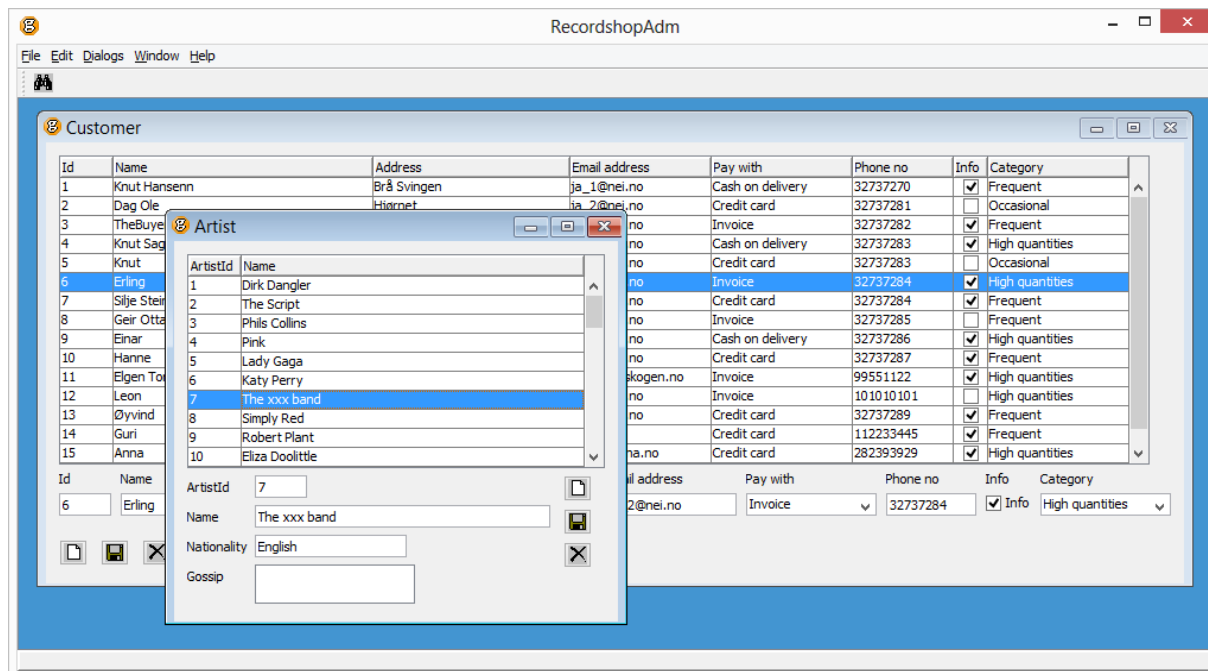 RecordshopAdm
File Edit Dialogs Window Help
Customer
Id Name Address Email address Pay with Phone no Info Category
1 Knut Hansenn Brå Svingen ja_1@nei.no Cash on delivery 32737270 Frequent
2 Dag Ole Hjørnet ja_2@nei.no Credit card 32737281 Occasional
3 TheBuye no Invoice 32737282 Frequent
4 Knut Sag no Cash on delivery 32737283 High quantities
5 Knut no Credit card 32737283 Occasional
6 Erling no Invoice 32737284 High quantities
7 Silje Stein no Credit card 32737284 Frequent
8 Geir Otta no Invoice 32737285 Frequent
9 Einar no Cash on delivery 32737286 High quantities
10 Hanne no Credit card 32737287 Frequent
11 Elgen Tor skogen.no Invoice 99551122 High quantities
12 Leon no Invoice 101010101 High quantities
13 Øyvind no Credit card 32737289 Frequent
14 Guri Credit card 112233445 Frequent
15 Anna na.no Credit card 282393929 High quantities
Id Name il address Pay with Phone no Info Category
6 Erling 2@nei.no Invoice 32737284 Info High quantities
Artist
ArtistId Name
1 Dirk Dangler
2 The Script
3 Phils Collins
4 Pink
5 Lady Gaga
6 Katy Perry
7 The xxx band
8 Simply Red
9 Robert Plant
10 Eliza Doolittle
ArtistId 7
Name The xxx band
Nationality English
Gossip